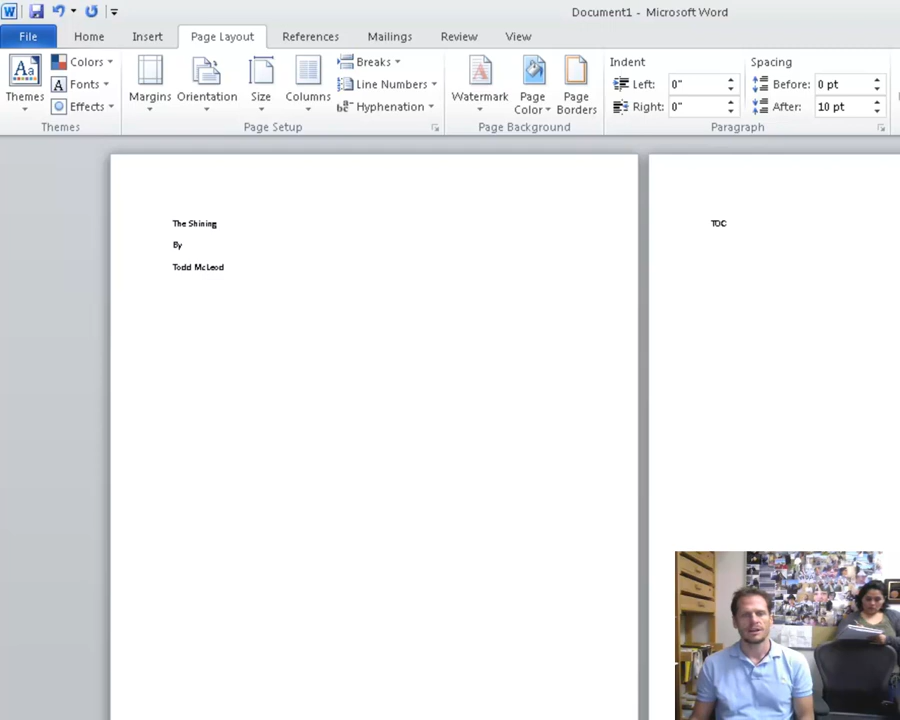 Document1 - Microsoft Word
File Home Insert Page Layout References Mailings Review View
Themes
Colors
Fonts
Effects
Themes
Margins
Orientation
Size
Columns
Breaks
Line Numbers
Hyphenation
Page Setup
Watermark
Page Color
Page Borders
Page Background
Indent
Left: 0"
Right: 0"
Spacing
Before: 0 pt
After: 10 pt
Paragraph
The Shining
By
Todd McLeod
TOC